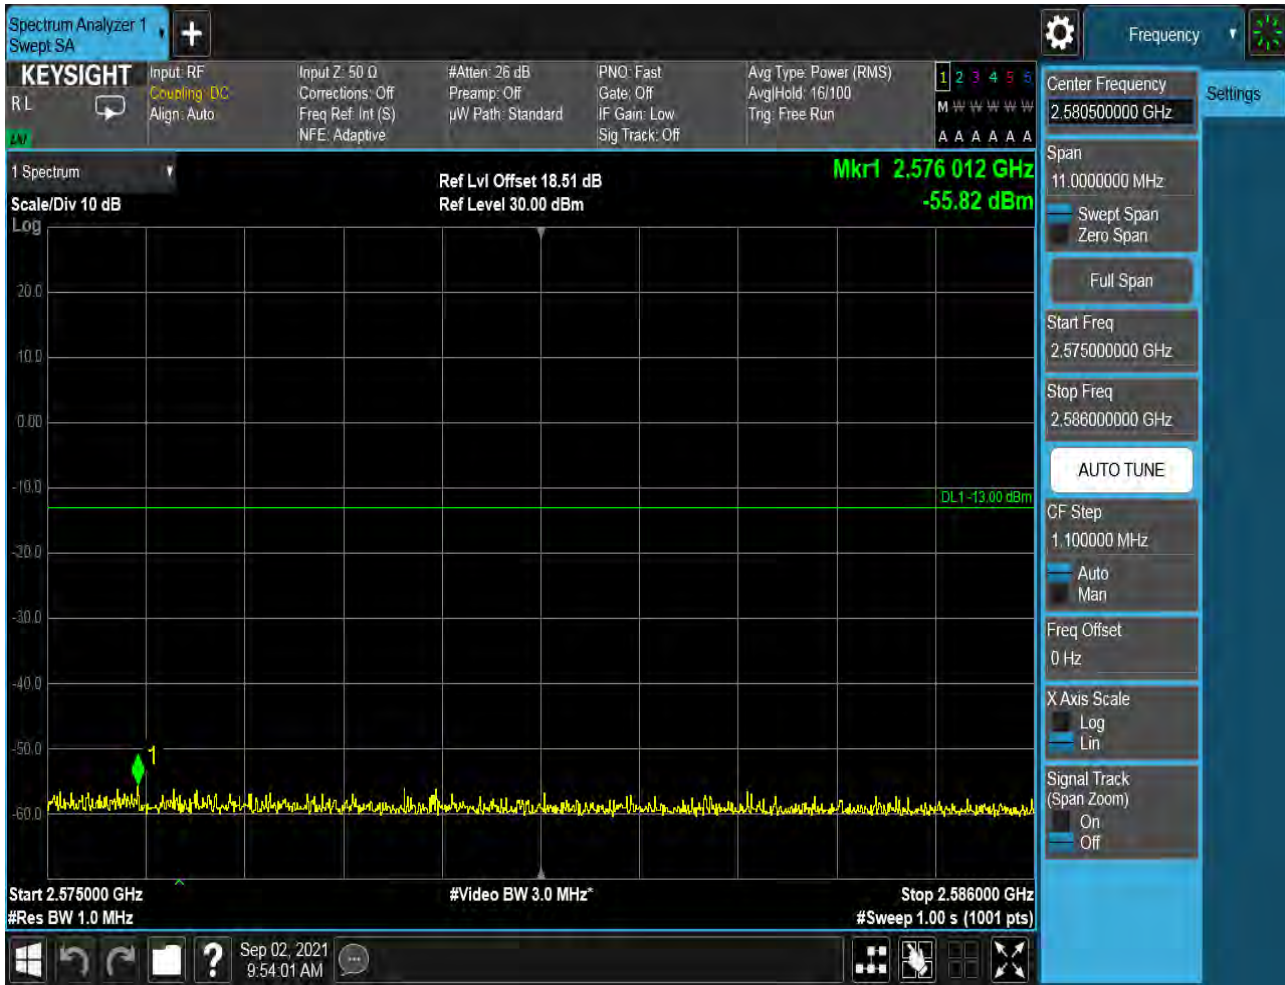 Spectrum Analyzer 1
Swept SA
Frequency
KEYSIGHT
R L
Input: RF
Coupling: DC
Align: Auto
Input Z: 50 Ω
Corrections: Off
Freq Ref: Int (S)
NFE: Adaptive
#Atten: 26 dB
Preamp: Off
µW Path: Standard
PNO: Fast
Gate: Off
IF Gain: Low
Sig Track: Off
Avg Type: Power (RMS)
Avg|Hold: 16/100
Trig: Free Run
1 2 3 4 5 6
M W W W W W
A A A A A A
1 Spectrum
Scale/Div 10 dB
Log
Ref Lvl Offset 18.51 dB
Ref Level 30.00 dBm
Mkr1 2.576 012 GHz
-55.82 dBm
20.0
10.0
0.00
-10.0
DL1 -13.00 dBm
-20.0
-30.0
-40.0
-50.0
1
-60.0
Start 2.575000 GHz
#Res BW 1.0 MHz
#Video BW 3.0 MHz*
Stop 2.586000 GHz
#Sweep 1.00 s (1001 pts)
Center Frequency
2.580500000 GHz
Settings
Span
11.0000000 MHz
Swept Span
Zero Span
Full Span
Start Freq
2.575000000 GHz
Stop Freq
2.586000000 GHz
AUTO TUNE
CF Step
1.100000 MHz
Auto
Man
Freq Offset
0 Hz
X Axis Scale
Log
Lin
Signal Track
(Span Zoom)
On
Off
?
Sep 02, 2021
9:54:01 AM